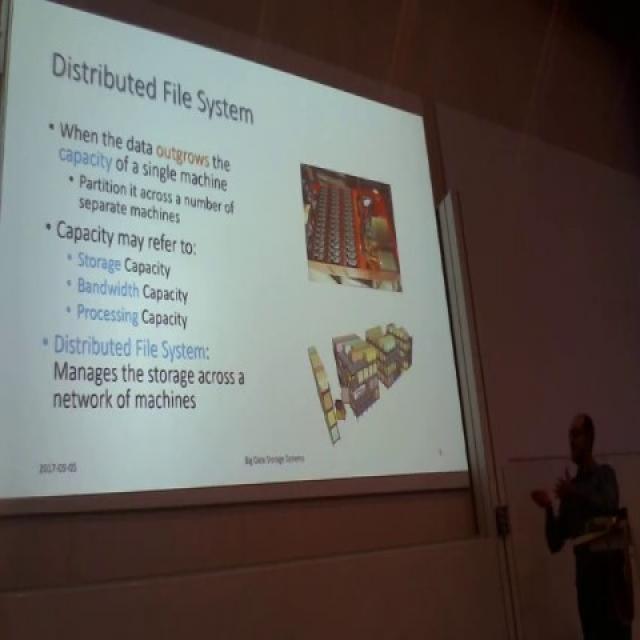 Distributed File System
• When the data outgrows the
capacity of a single machine
• Partition it across a number of
separate machines
• Capacity may refer to:
• Storage Capacity
• Bandwidth Capacity
• Processing Capacity
• Distributed File System:
Manages the storage across a
network of machines
2017-09-05
Big Data Storage Systems